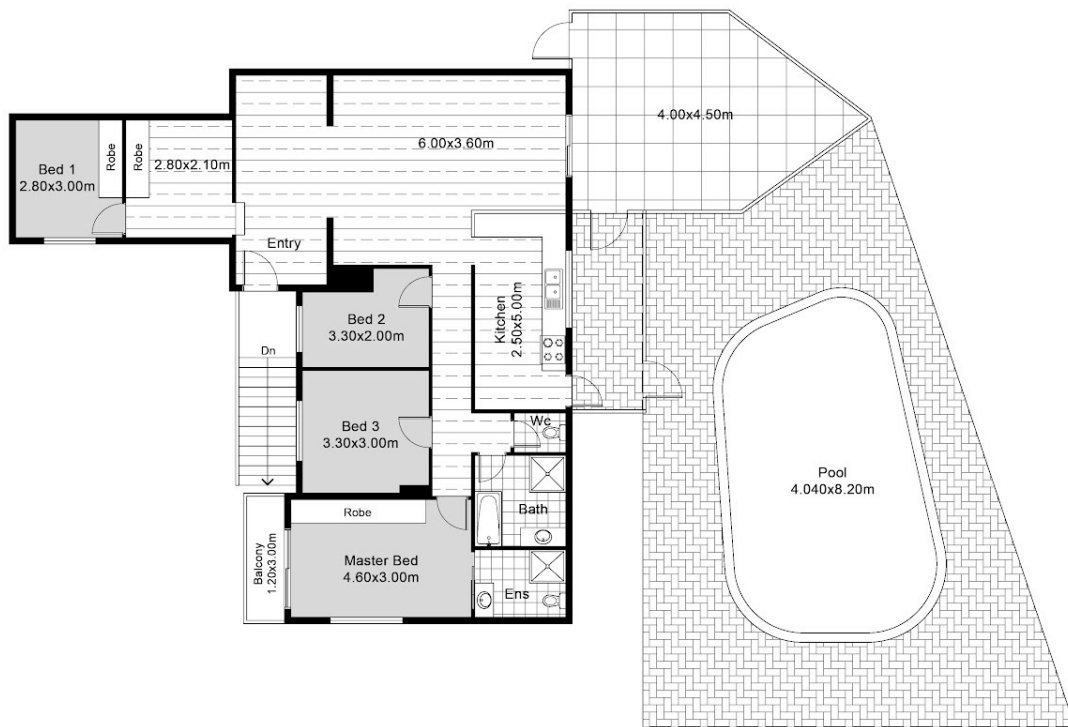 4.00x4.50m
6.00x3.60m
Bed 1
2.80x3.00m
Robe
Robe
2.80x2.10m
Entry
Kitchen
2.50x5.00m
Bed 2
3.30x2.00m
Dn
Bed 3
3.30x3.00m
Wc
Bath
Pool
4.040x8.20m
Robe
Master Bed
4.60x3.00m
Balcony
1.20x3.00m
Ens